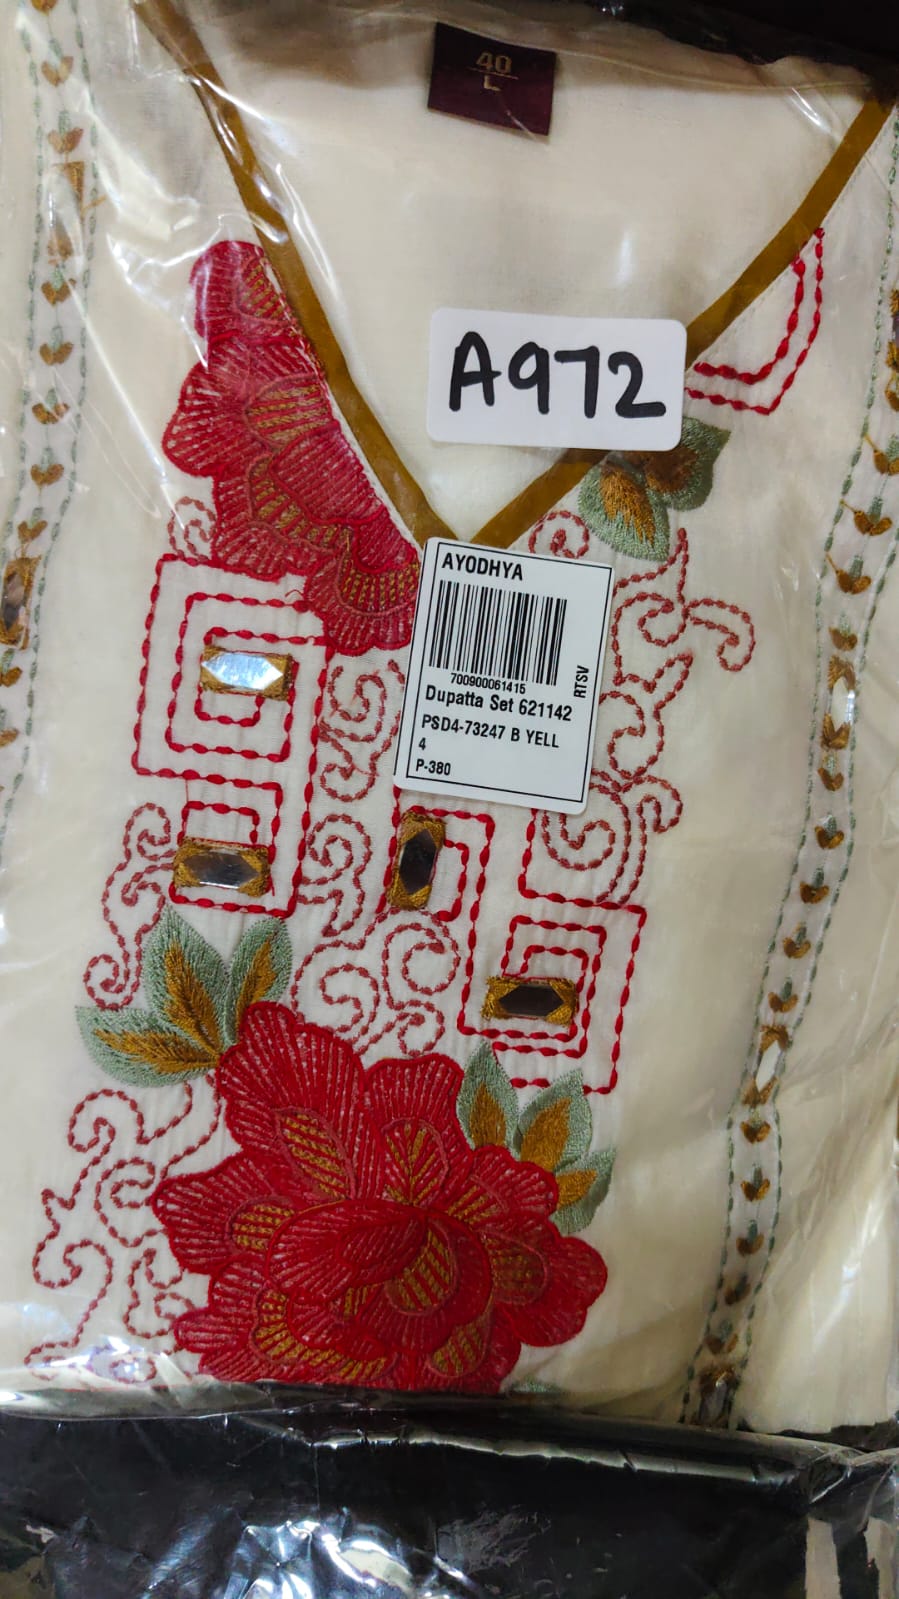 40
L
A972
AYODHYA
700900061415
RTSV
Dupatta Set 621142
PSD4-73247 B YELL
4
P-380